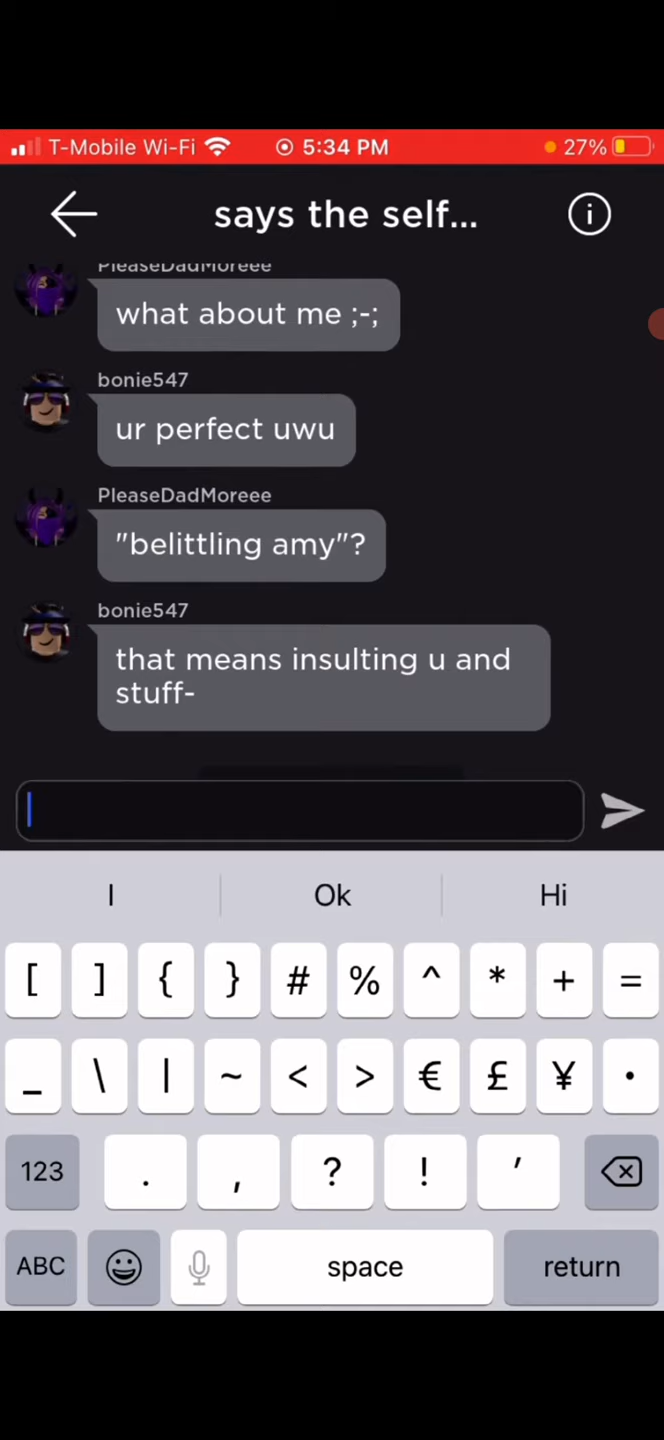 T-Mobile Wi-Fi 5:34 PM 27%
says the self...
PleaseDadMoreee
what about me ;-;
bonie547
ur perfect uwu
PleaseDadMoreee
"belittling amy"?
bonie547
that means insulting u and
stuff-
I Ok Hi
[ ] { } # % ^ * + =
_ \ | ~ < > € £ ¥ •
123 . , ? ! ′
ABC space return